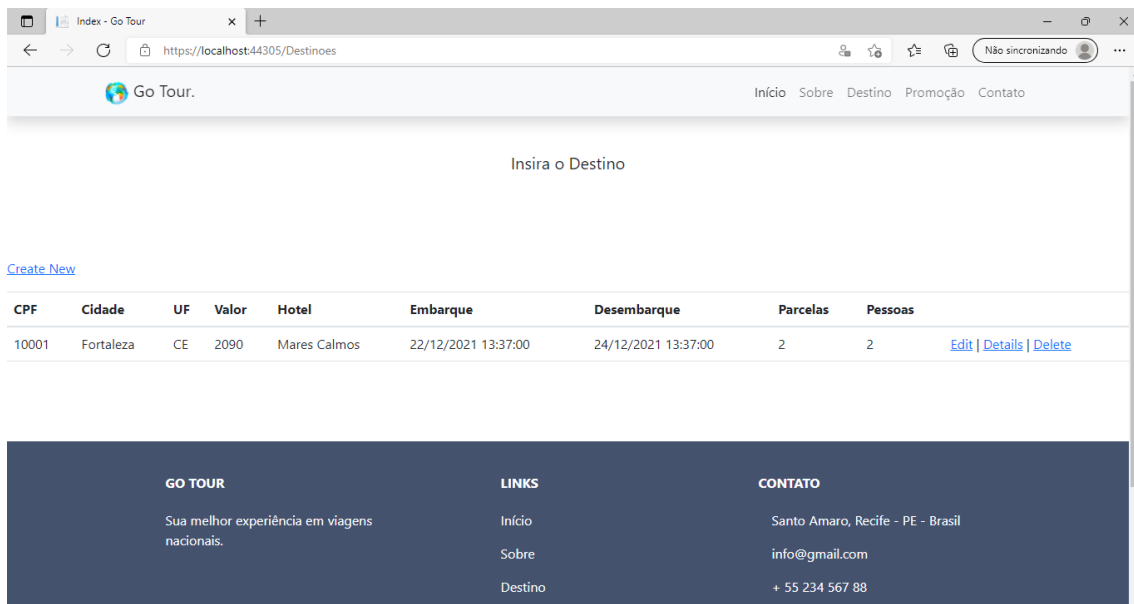 Index - Go Tour
https://localhost:44305/Destinoes
Não sincronizando
Go Tour.
Início Sobre Destino Promoção Contato
Insira o Destino
Create New
CPF Cidade UF Valor Hotel Embarque Desembarque Parcelas Pessoas
10001 Fortaleza CE 2090 Mares Calmos 22/12/2021 13:37:00 24/12/2021 13:37:00 2 2 Edit | Details | Delete
GO TOUR
Sua melhor experiência em viagens
nacionais.
LINKS
Início
Sobre
Destino
CONTATO
Santo Amaro, Recife - PE - Brasil
info@gmail.com
+ 55 234 567 88